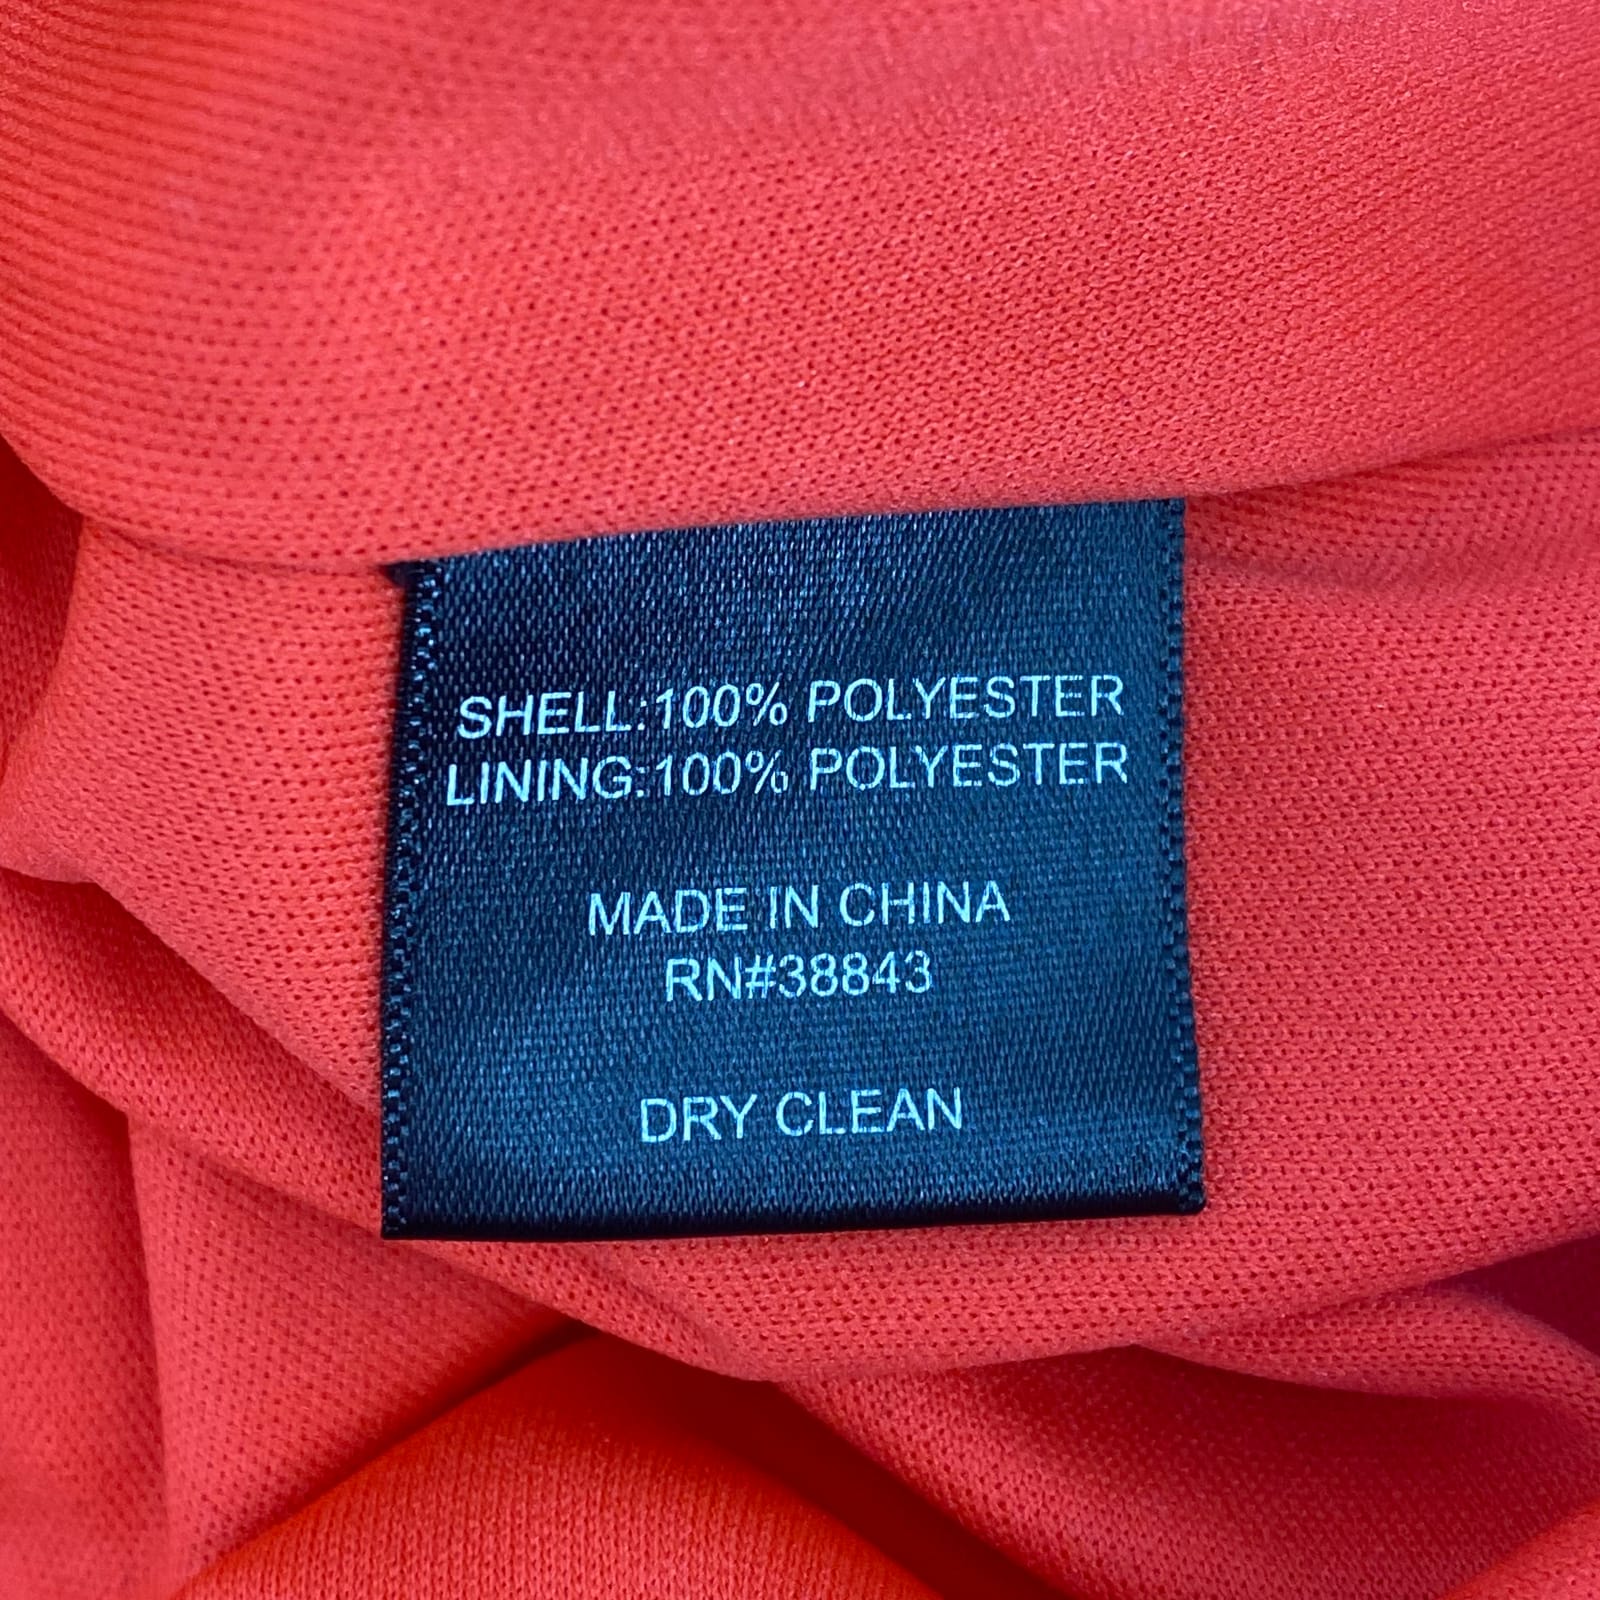 SHELL:100% POLYESTER
LINING:100% POLYESTER
MADE IN CHINA
RN#38843
DRY CLEAN